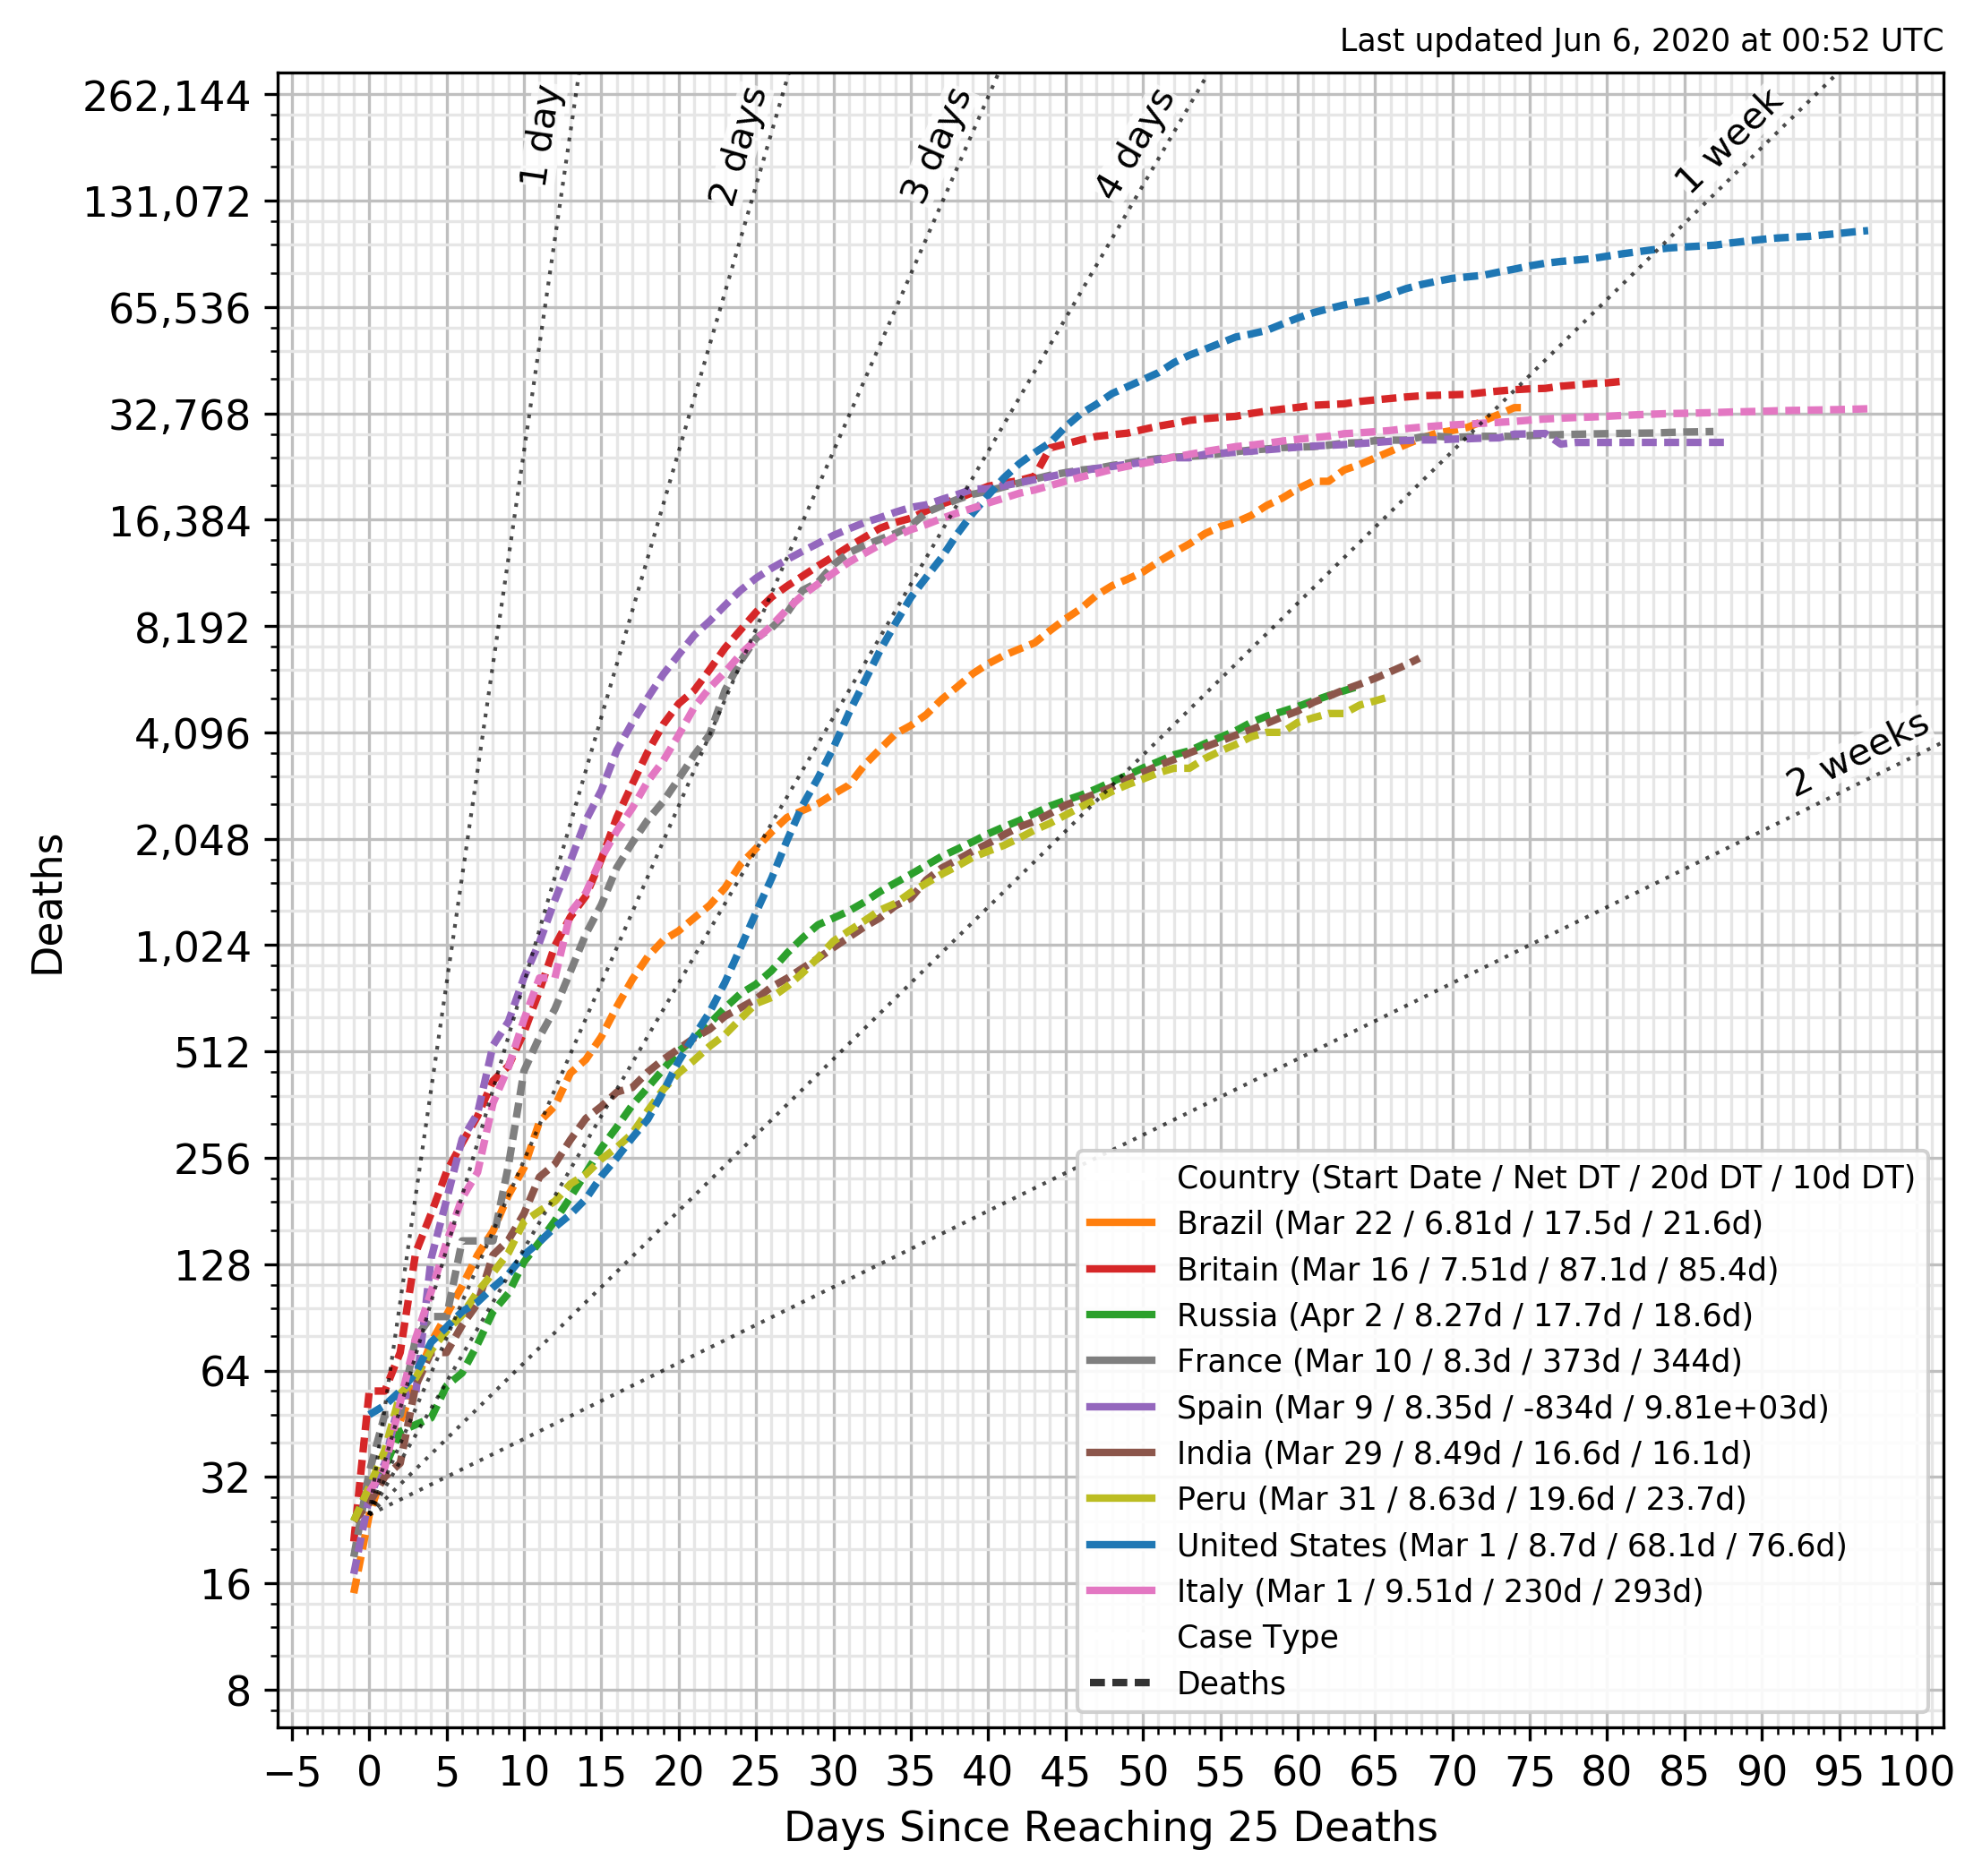 Last updated Jun 6, 2020 at 00:52 UTC
262,144
131,072
65,536
32,768
16,384
8,192
4,096
2,048
1,024
512
256
128
64
32
16
8
Deaths
1 day
2 days
3 days
4 days
1 week
2 weeks
Country (Start Date / Net DT / 20d DT / 10d DT)
Brazil (Mar 22 / 6.81d / 17.5d / 21.6d)
Britain (Mar 16 / 7.51d / 87.1d / 85.4d)
Russia (Apr 2 / 8.27d / 17.7d / 18.6d)
France (Mar 10 / 8.3d / 373d / 344d)
Spain (Mar 9 / 8.35d / -834d / 9.81e+03d)
India (Mar 29 / 8.49d / 16.6d / 16.1d)
Peru (Mar 31 / 8.63d / 19.6d / 23.7d)
United States (Mar 1 / 8.7d / 68.1d / 76.6d)
Italy (Mar 1 / 9.51d / 230d / 293d)
Case Type
Deaths
−5 0 5 10 15 20 25 30 35 40 45 50 55 60 65 70 75 80 85 90 95 100
Days Since Reaching 25 Deaths